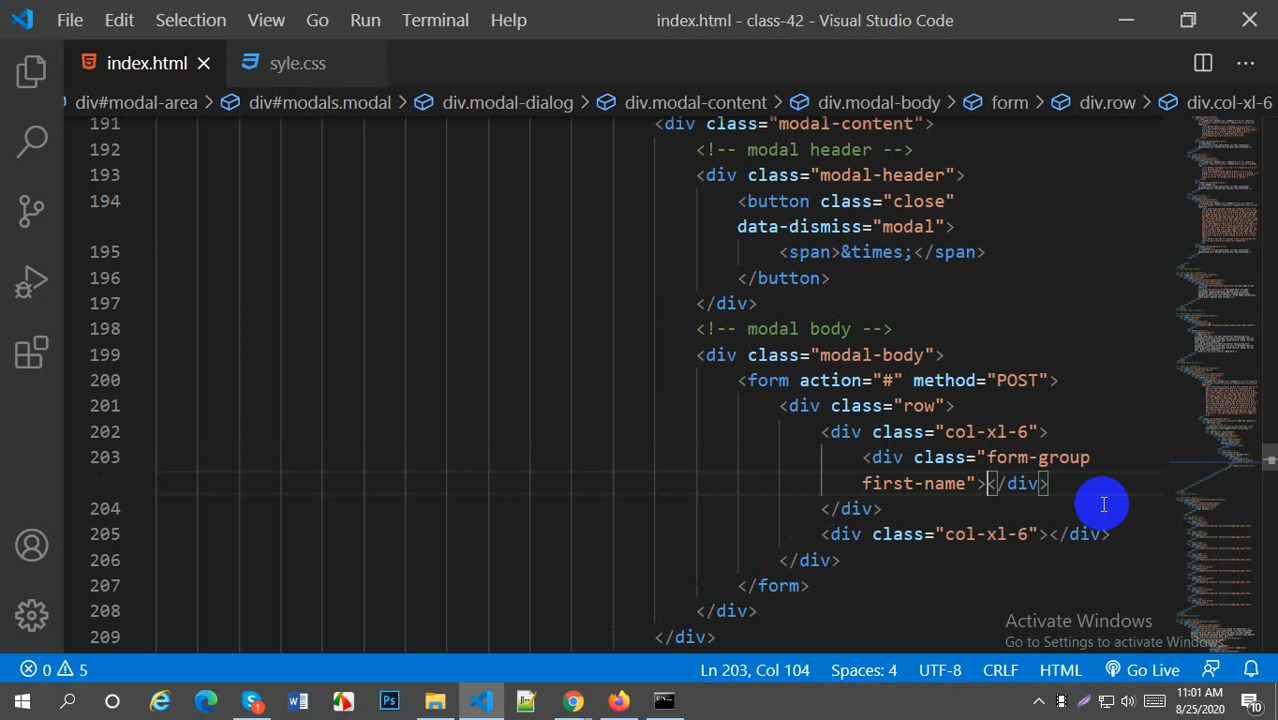 File Edit Selection View Go Run Terminal Help index.html - class-42 - Visual Studio Code
index.html syle.css
div#modal-area div#modals.modal div.modal-dialog div.modal-content div.modal-body form div.row div.col-xl-6
191 <div class="modal-content">
192 <!-- modal header -->
193 <div class="modal-header">
194 <button class="close"
data-dismiss="modal">
195 <span>&times;</span>
196 </button>
197 </div>
198 <!-- modal body -->
199 <div class="modal-body">
200 <form action="#" method="POST">
201 <div class="row">
202 <div class="col-xl-6">
203 <div class="form-group
first-name"></div>
204 </div>
205 <div class="col-xl-6"></div>
206 </div>
207 </form>
208 </div>
209 </div>
Activate Windows
Go to Settings to activate Windows.
0 5 Ln 203, Col 104 Spaces: 4 UTF-8 CRLF HTML Go Live
11:01 AM
8/25/2020
10